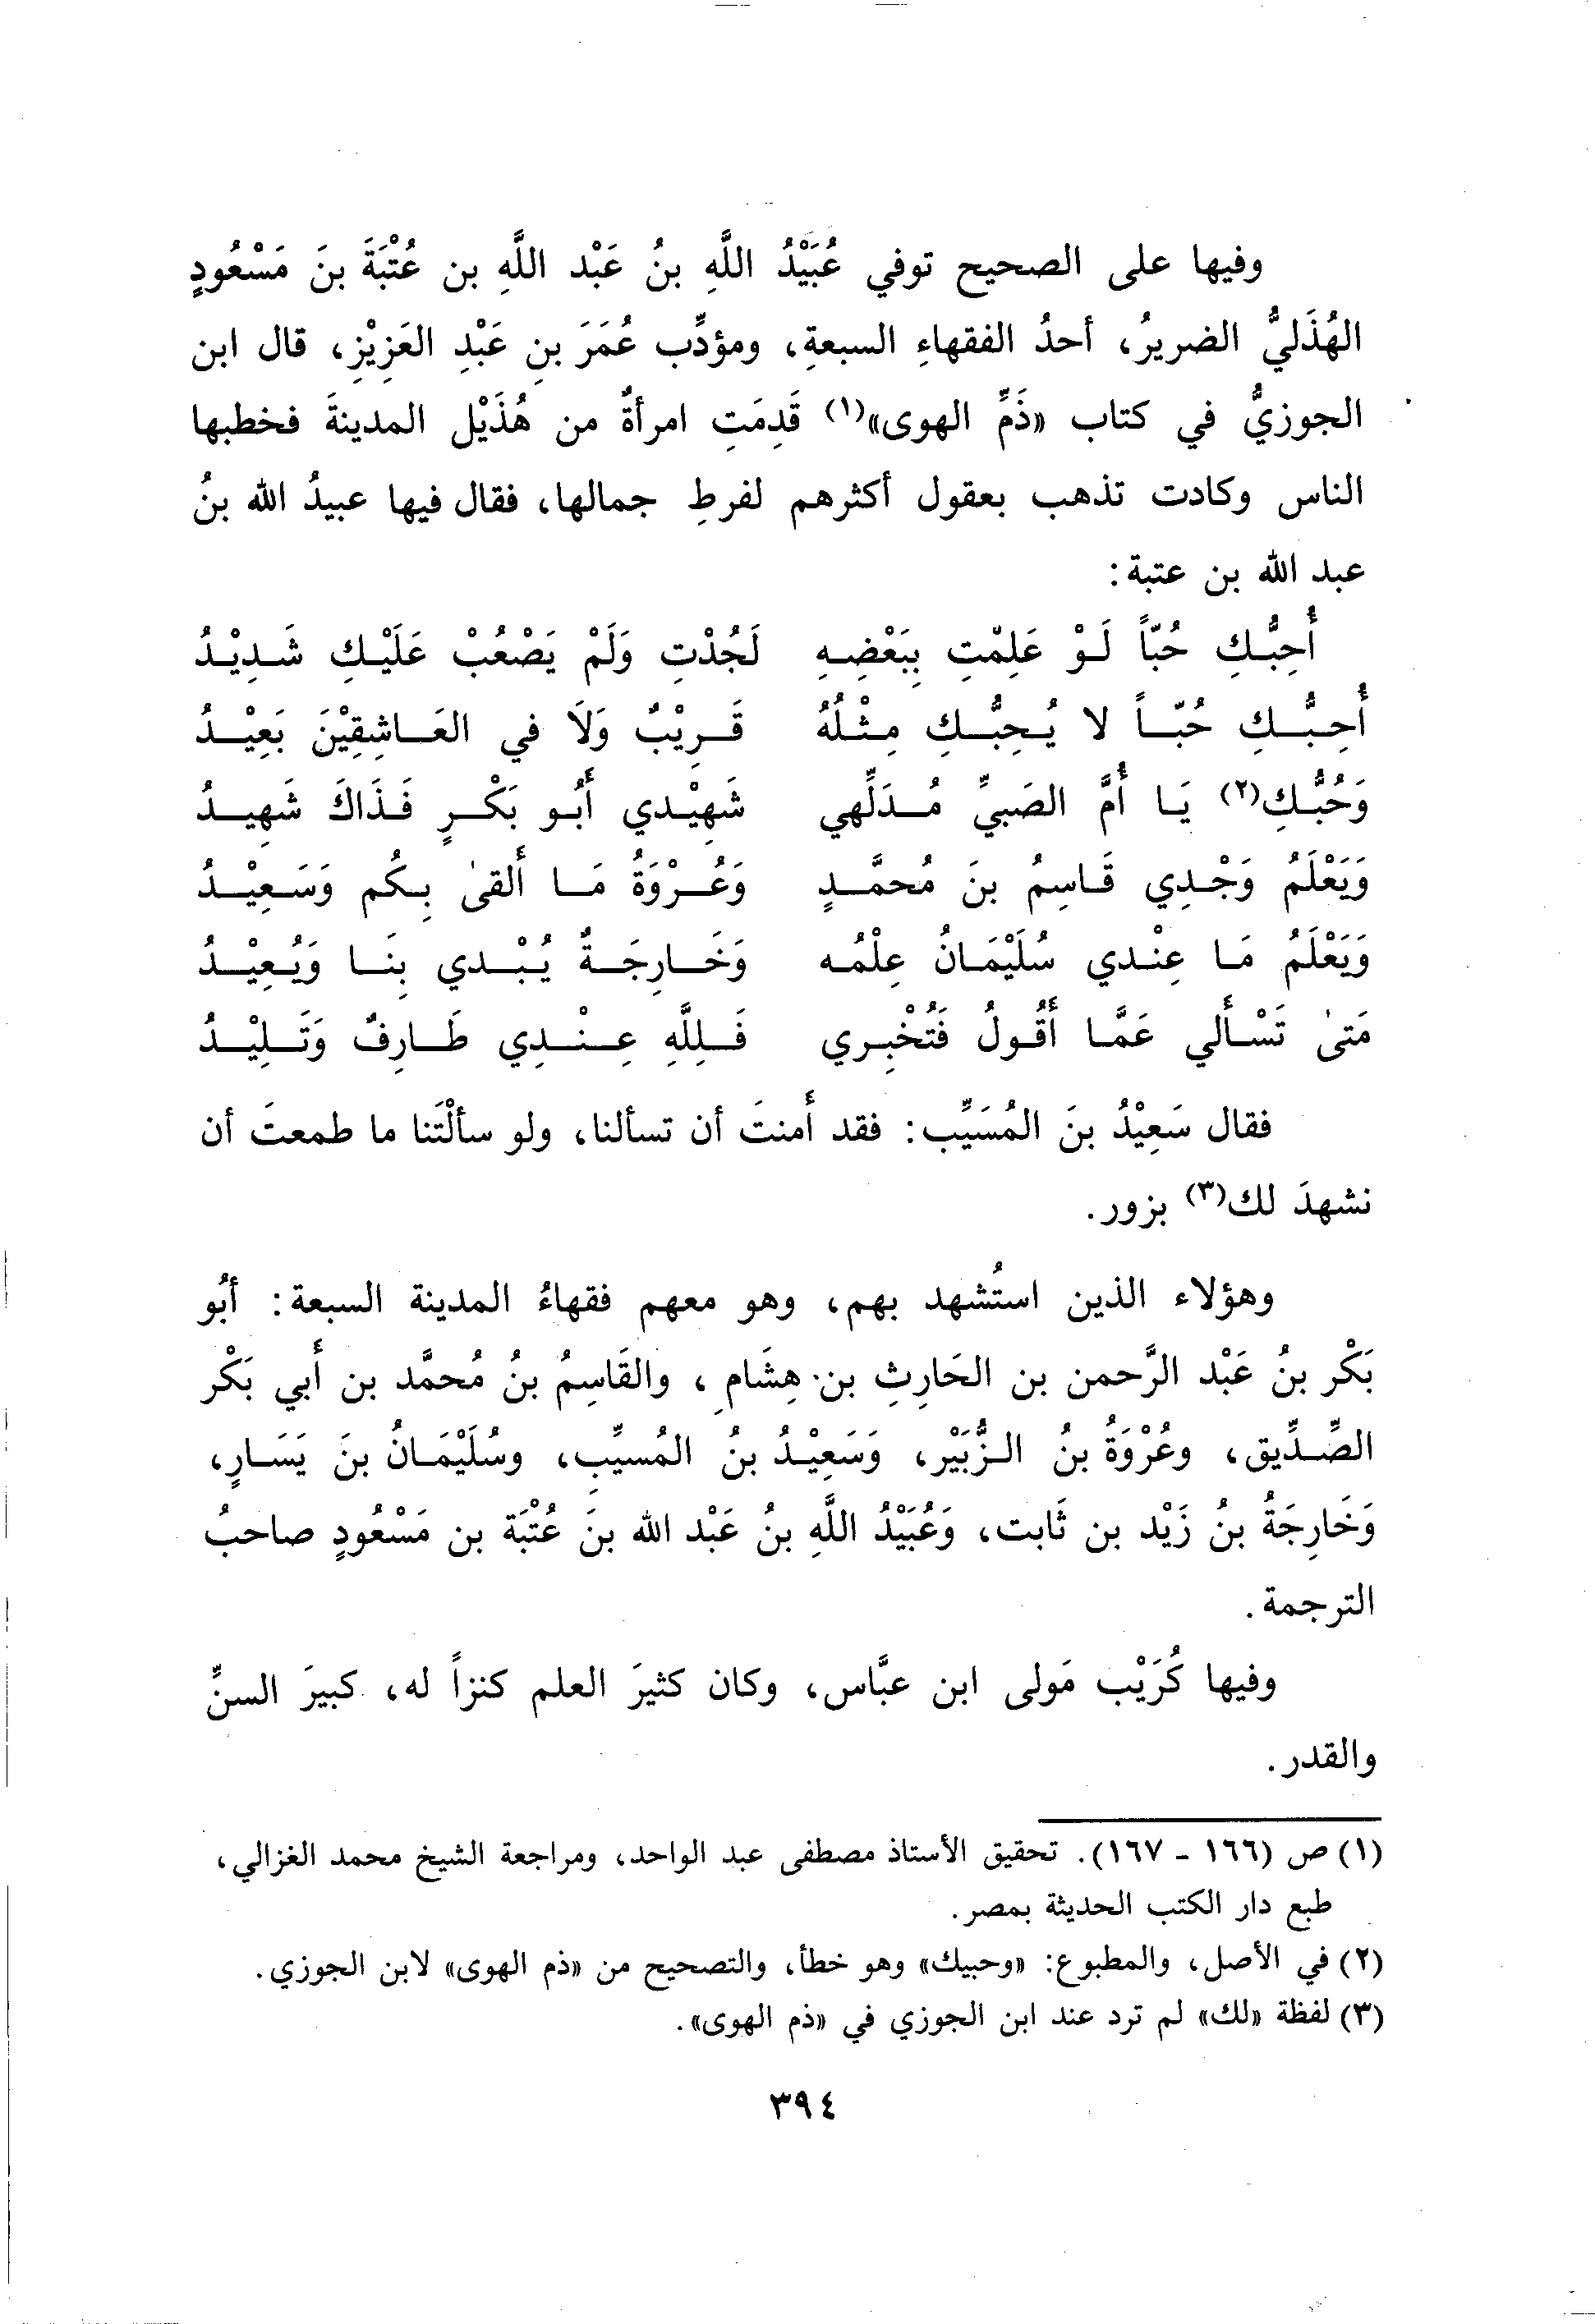 وفيها على الصحيح توفي عُبَيْدُ اللَّهِ بنُ عَبْد اللَّهِ بن عُتْبَةَ بنَ مَسْعُودٍ
الهُذَليُّ الضريرُ، أحدُ الفقهاءِ السبعةِ، ومؤدِّب عُمَرَ بنِ عَبْدِ العَزِيْزِ، قال ابن
الجوزيُّ في كتاب «ذَمِّ الهوى»(١) قَدِمَتِ امرأةٌ من هُذَيْل المدينةَ فخطبها
الناس وكادت تذهب بعقول أكثرهم لفرطِ جمالها، فقال فيها عبيدُ الله بنُ
عبد الله بن عتبة:
أُحِبُّكِ حُبّاً لَوْ عَلِمْتِ بِبَعْضِهِ لَجُدْتِ وَلَمْ يَصْعُبْ عَلَيْكِ شَدِيْدُ
أُحِبُّكِ حُبّاً لا يُحِبُّكِ مِثْلُهُ قَرِيْبٌ وَلَا في العَاشِقِيْنَ بَعِيْدُ
وَحُبُّكِ(٢) يَا أُمَّ الصَبيِّ مُدَلِّهي شَهِيْدي أَبُو بَكْرٍ فَذَاكَ شَهِيدُ
وَيَعْلَمُ وَجْدِي قَاسِمُ بنَ مُحمَّدٍ وَعُرْوَةُ مَا أَلقىٰ بِكُم وَسَعِيْدُ
وَيَعْلَمُ مَا عِنْدي سُلَيْمَانُ عِلْمُه وَخَارِجَةٌ يُبْدي بِنَا وَيُعِيْدُ
مَتىٰ تَسْأَلي عَمَّا أَقُولُ فَتُخْبِري فَلِلَّهِ عِنْدِي طَارِفٌ وَتَلِيْدُ
فقال سَعِيْدُ بنَ المُسَيِّب: فقد أَمنتَ أن تسألنا، ولو سألْتَنا ما طمعتَ أن
نشهدَ لك(٣) بزور.
وهؤلاء الذين استُشهد بهم، وهو معهم فقهاءُ المدينة السبعة: أبُو
بَكْر بنُ عَبْد الرَّحمن بن الحَارِثِ بن هِشَامِ، والقَاسِمُ بنُ مُحمَّد بن أَبي بَكْر
الصِّدِّيق، وعُرْوَةُ بنُ الزُّبَيْر، وَسَعِيْدُ بنُ المُسيِّبِ، وسُلَيْمَانُ بنَ يَسَارٍ،
وَخَارِجَةُ بنُ زَيْد بن ثَابت، وَعُبَيْدُ اللَّهِ بنُ عَبْد الله بنَ عُتْبَة بن مَسْعُودٍ صاحبُ
الترجمة.
وفيها كُرَيْب مَولى ابن عبَّاس، وكان كثيرَ العلم كنزاً له، كبيرَ السنِّ
والقدر.
(١) ص (١٦٦ - ١٦٧). تحقيق الأستاذ مصطفى عبد الواحد، ومراجعة الشيخ محمد الغزالي،
طبع دار الكتب الحديثة بمصر.
(٢) في الأصل، والمطبوع: «وحبيك» وهو خطأ، والتصحيح من «ذم الهوى» لابن الجوزي.
(٣) لفظة «لك» لم ترد عند ابن الجوزي في «ذم الهوى».
٣٩٤